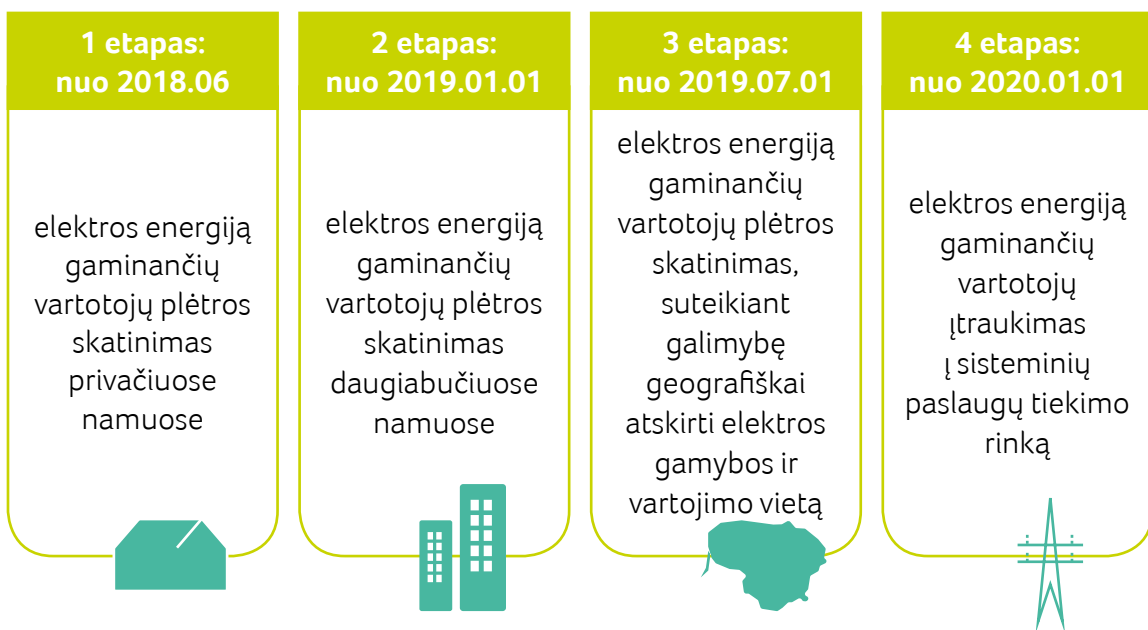 1 etapas:
nuo 2018.06
elektros energiją
gaminančių
vartotojų plėtros
skatinimas
privačiuose
namuose
2 etapas:
nuo 2019.01.01
elektros energiją
gaminančių
vartotojų plėtros
skatinimas
daugiabučiuose
namuose
3 etapas:
nuo 2019.07.01
elektros energiją
gaminančių
vartotojų plėtros
skatinimas,
suteikiant
galimybę
geografiškai
atskirti elektros
gamybos ir
vartojimo vietą
4 etapas:
nuo 2020.01.01
elektros energiją
gaminančių
vartotojų
įtraukimas
į sisteminių
paslaugų tiekimo
rinką